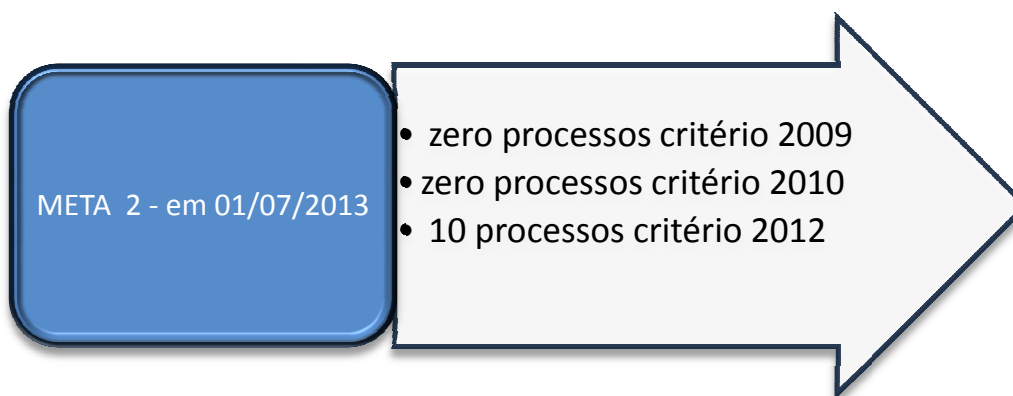 META 2 - em 01/07/2013
• zero processos critério 2009
• zero processos critério 2010
• 10 processos critério 2012